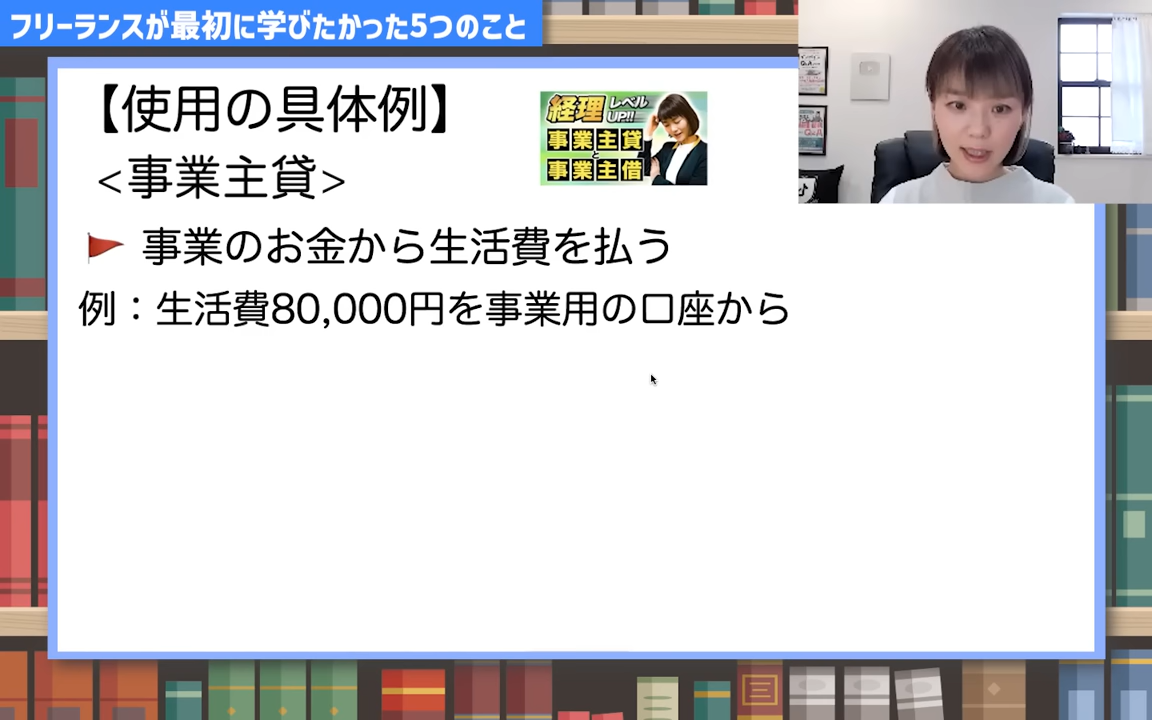 フリーランスが最初に学びたかった5つのこと
【使用の具体例】
<事業主貸>
経理レベルUP!!
事業主貸
と
事業主借
事業のお金から生活費を払う
例：生活費80,000円を事業用の口座から